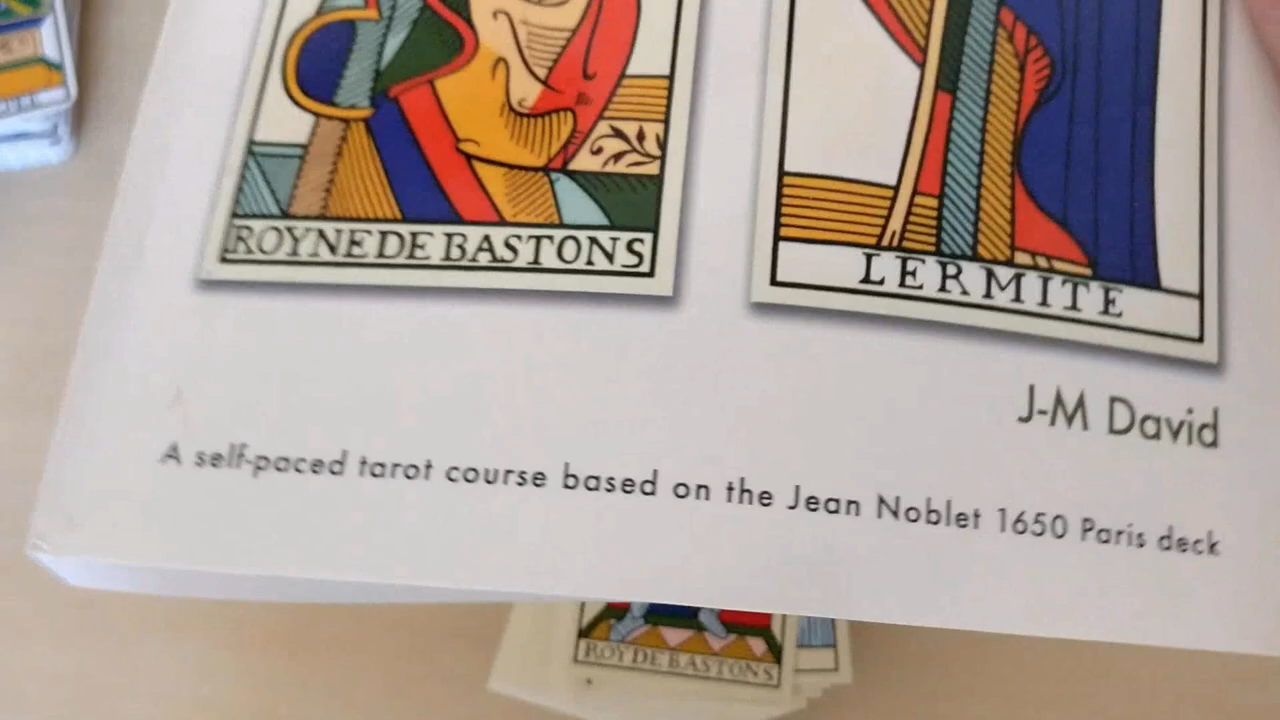 ROYNE DE BASTONS
LERMITE
J-M David
A self-paced tarot course based on the Jean Noblet 1650 Paris deck
ROY DE BASTONS